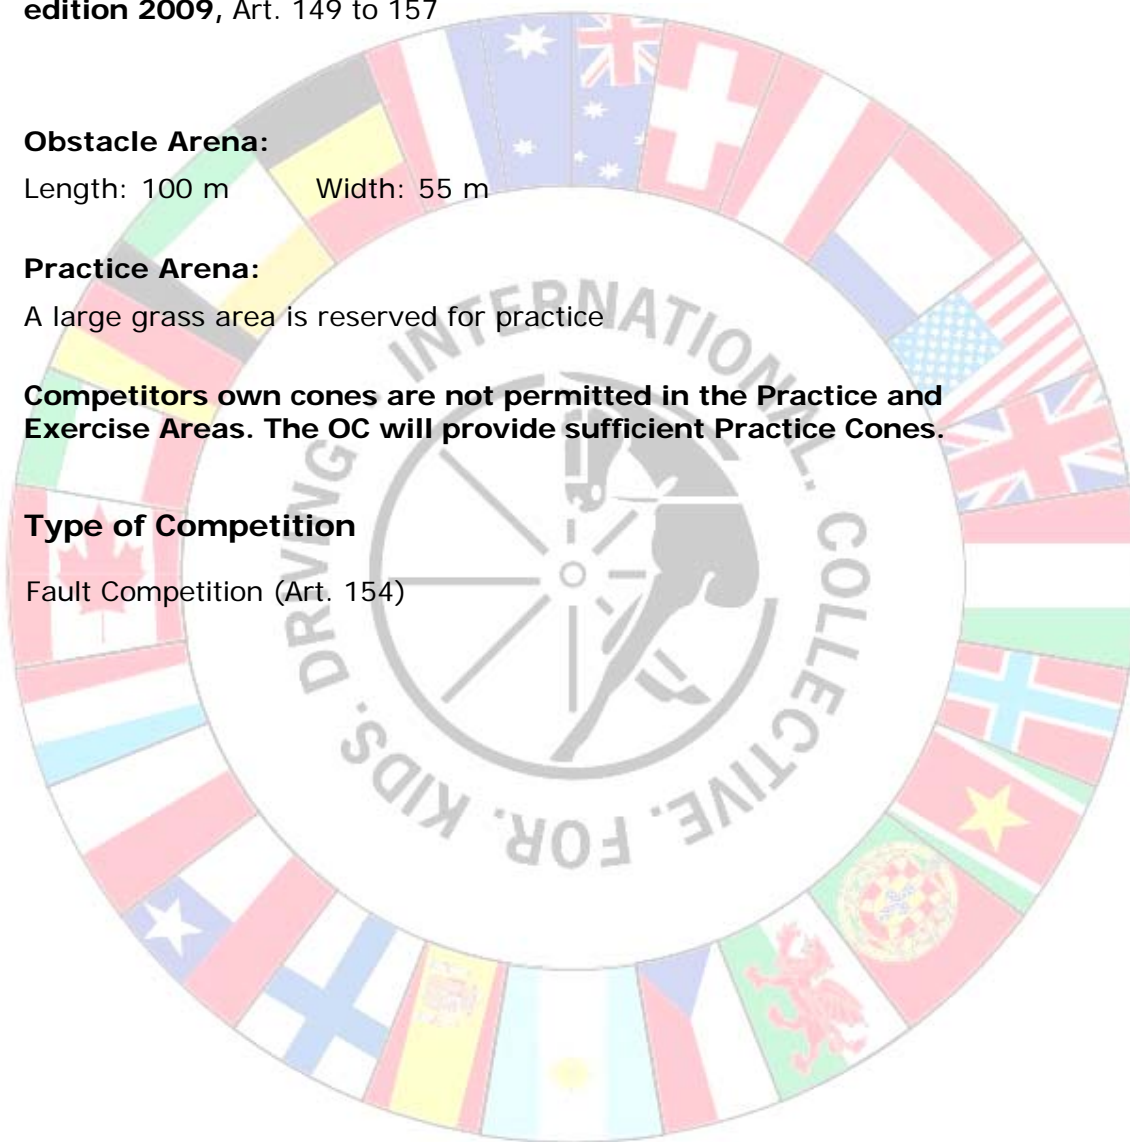 edition 2009, Art. 149 to 157
Obstacle Arena:
Length: 100 m Width: 55 m
Practice Arena:
A large grass area is reserved for practice
Competitors own cones are not permitted in the Practice and
Exercise Areas. The OC will provide sufficient Practice Cones.
Type of Competition
Fault Competition (Art. 154)
INTERNATIONAL. COLLECTIVE. FOR. KIDS. DRIVING.